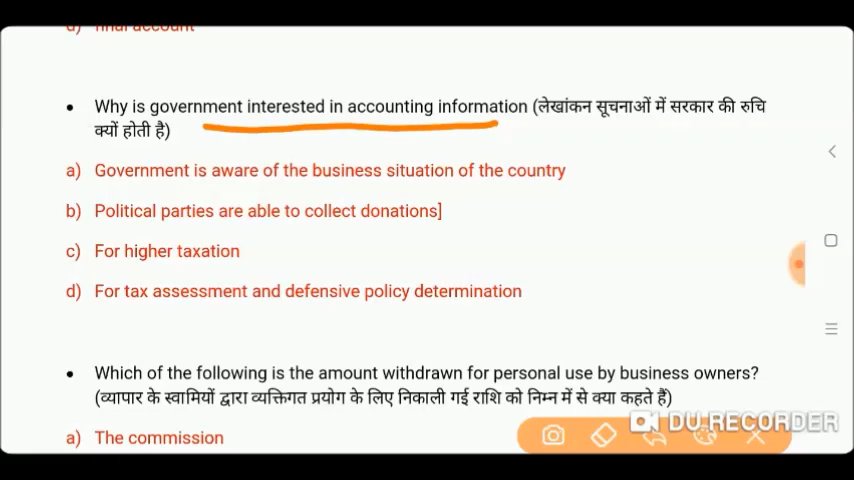 d) final account
• Why is government interested in accounting information (लेखांकन सूचनाओं में सरकार की रुचि
क्यों होती है)
a) Government is aware of the business situation of the country
b) Political parties are able to collect donations]
c) For higher taxation
d) For tax assessment and defensive policy determination
• Which of the following is the amount withdrawn for personal use by business owners?
(व्यापार के स्वामियों द्वारा व्यक्तिगत प्रयोग के लिए निकाली गई राशि को निम्न में से क्या कहते हैं)
DU RECORDER
a) The commission